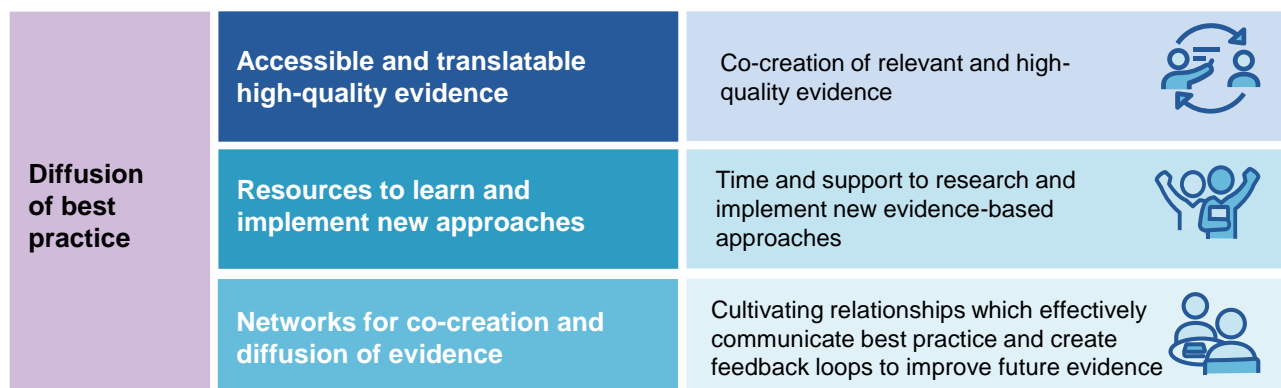 Diffusion
of best
practice
Accessible and translatable
high-quality evidence
Co-creation of relevant and high-
quality evidence
Resources to learn and
implement new approaches
Time and support to research and
implement new evidence-based
approaches
Networks for co-creation and
diffusion of evidence
Cultivating relationships which effectively
communicate best practice and create
feedback loops to improve future evidence